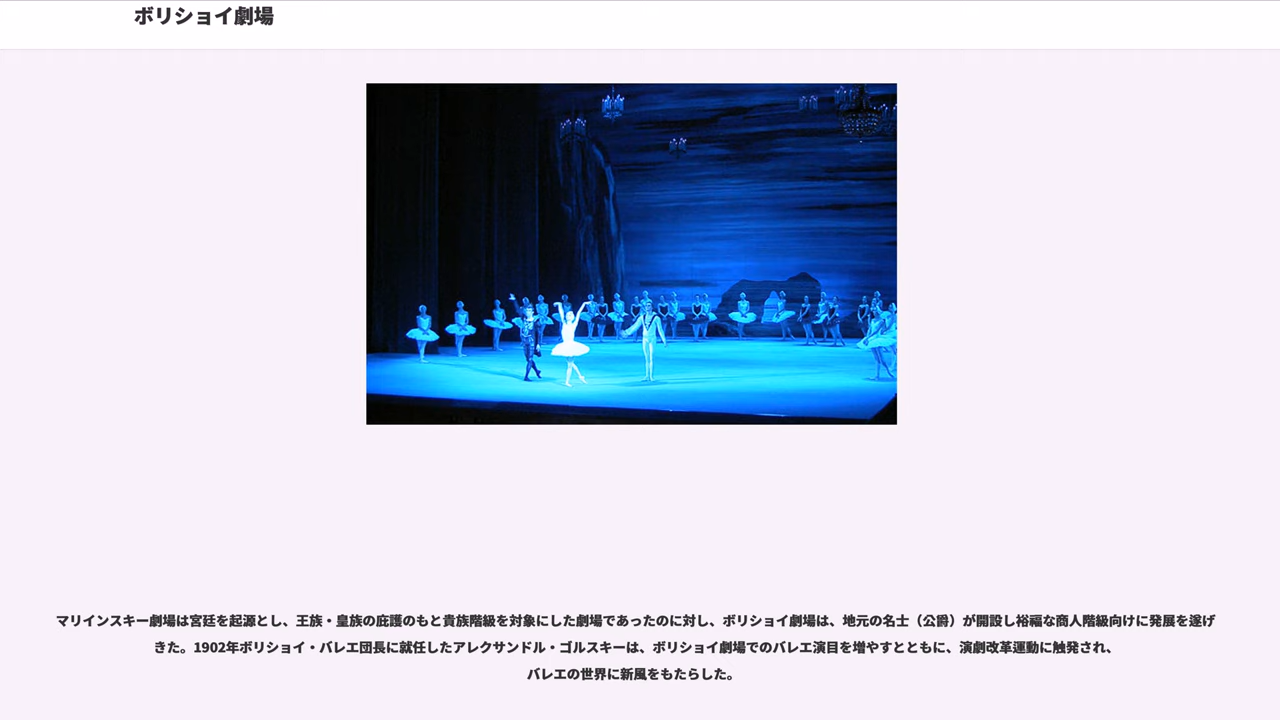 ボリショイ劇場
マリインスキー劇場は宮廷を起源とし、王族・皇族の庇護のもと貴族階級を対象にした劇場であったのに対し、ボリショイ劇場は、地元の名士（公爵）が開設し裕福な商人階級向けに発展を遂げ
きた。1902年ボリショイ・バレエ団長に就任したアレクサンドル・ゴルスキーは、ボリショイ劇場でのバレエ演目を増やすとともに、演劇改革運動に触発され、
バレエの世界に新風をもたらした。